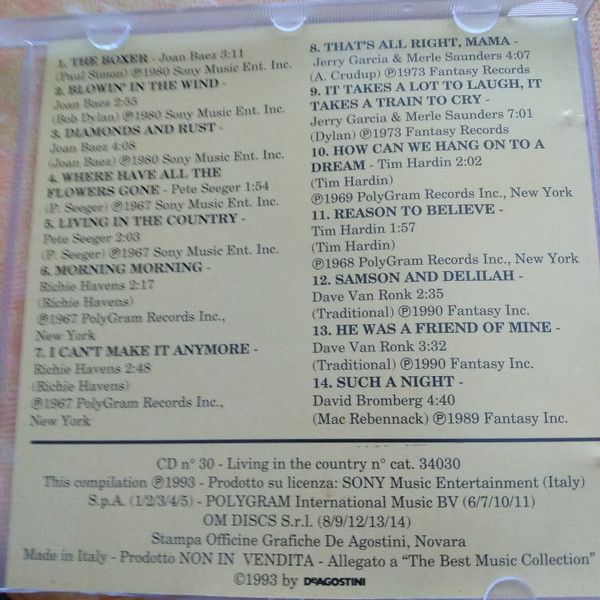 1. THE BOXER - Joan Baez 3:11
(Paul Simon) ℗1980 Sony Music Ent. Inc.
2. BLOWIN' IN THE WIND -
Joan Baez 2:55
(Bob Dylan) ℗1980 Sony Music Ent. Inc.
3. DIAMONDS AND RUST -
Joan Baez 4:08
(Joan Baez) ℗1980 Sony Music Ent. Inc.
4. WHERE HAVE ALL THE
FLOWERS GONE - Pete Seeger 1:54
(P. Seeger) ℗1967 Sony Music Ent. Inc.
5. LIVING IN THE COUNTRY -
Pete Seeger 2:03
(P. Seeger) ℗1967 Sony Music Ent. Inc.
6. MORNING MORNING -
Richie Havens 2:17
(Richie Havens)
℗1967 PolyGram Records Inc.,
New York
7. I CAN'T MAKE IT ANYMORE -
Richie Havens 2:48
(Richie Havens)
℗1967 PolyGram Records Inc.,
New York
8. THAT'S ALL RIGHT, MAMA -
Jerry Garcia & Merle Saunders 4:07
(A. Crudup) ℗1973 Fantasy Records
9. IT TAKES A LOT TO LAUGH, IT
TAKES A TRAIN TO CRY -
Jerry Garcia & Merle Saunders 7:01
(Dylan) ℗1973 Fantasy Records
10. HOW CAN WE HANG ON TO A
DREAM - Tim Hardin 2:02
(Tim Hardin)
℗1969 PolyGram Records Inc., New York
11. REASON TO BELIEVE -
Tim Hardin 1:57
(Tim Hardin)
℗1968 PolyGram Records Inc., New York
12. SAMSON AND DELILAH -
Dave Van Ronk 2:35
(Traditional) ℗1990 Fantasy Inc.
13. HE WAS A FRIEND OF MINE -
Dave Van Ronk 3:32
(Traditional) ℗1990 Fantasy Inc.
14. SUCH A NIGHT -
David Bromberg 4:40
(Mac Rebennack) ℗1989 Fantasy Inc.
CD n° 30 - Living in the country n° cat. 34030
This compilation ℗1993 - Prodotto su licenza: SONY Music Entertainment (Italy)
S.p.A. (1/2/3/4/5) - POLYGRAM International Music BV (6/7/10/11)
OM DISCS S.r.l. (8/9/12/13/14)
Stampa Officine Grafiche De Agostini, Novara
Made in Italy - Prodotto NON IN VENDITA - Allegato a "The Best Music Collection"
©1993 by DEAGOSTINI